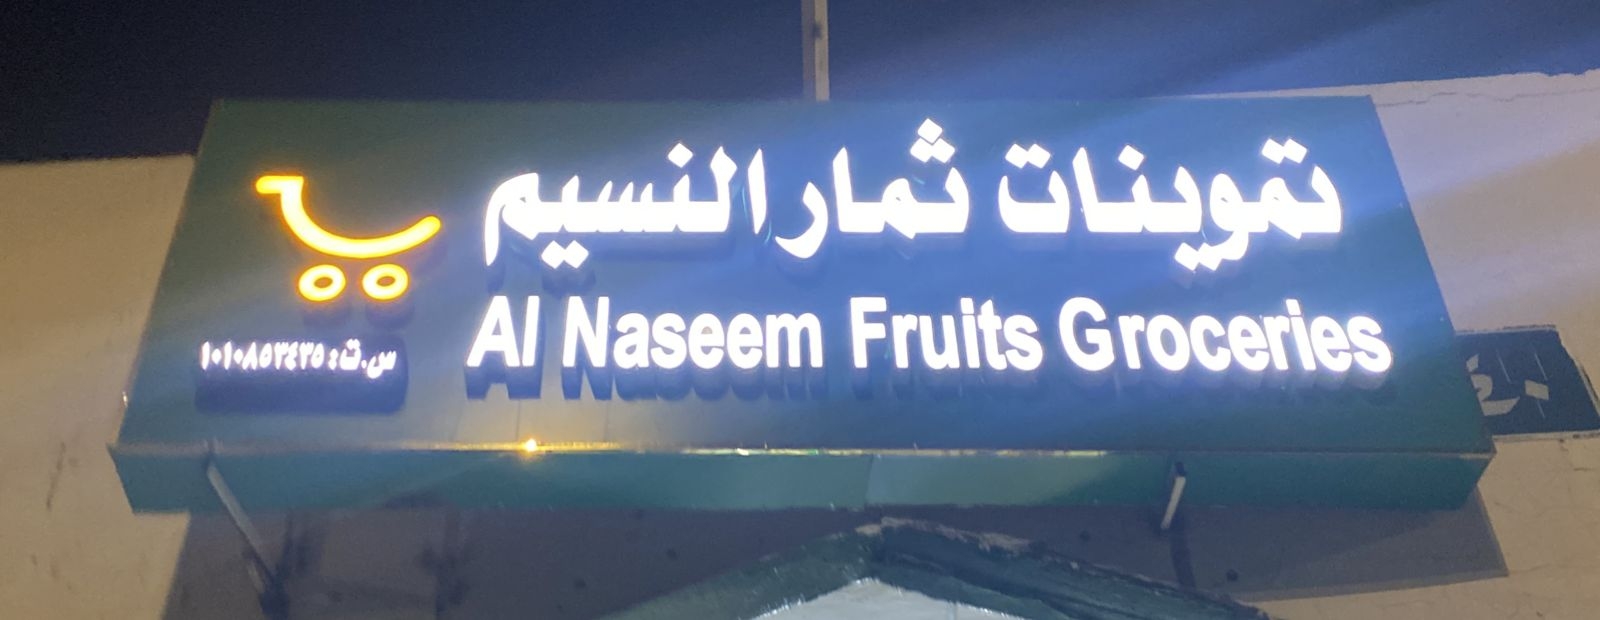 تموينات ثمار النسيم
Al Naseem Fruits Groceries
س.ت: ١٠١٠٨٥٣٤٣٥